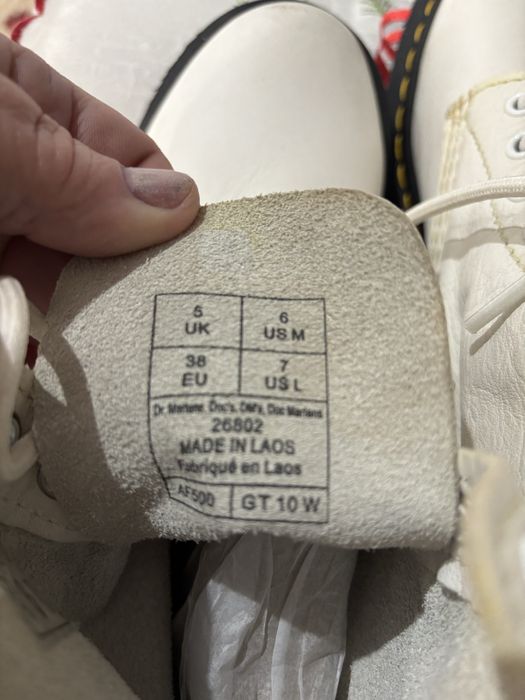 5 UK 6 US M
38 EU 7 US L
Dr. Martens, Doc's, DM's, Doc Martens
26802
MADE IN LAOS
Fabriqué en Laos
AF500 GT 10 W